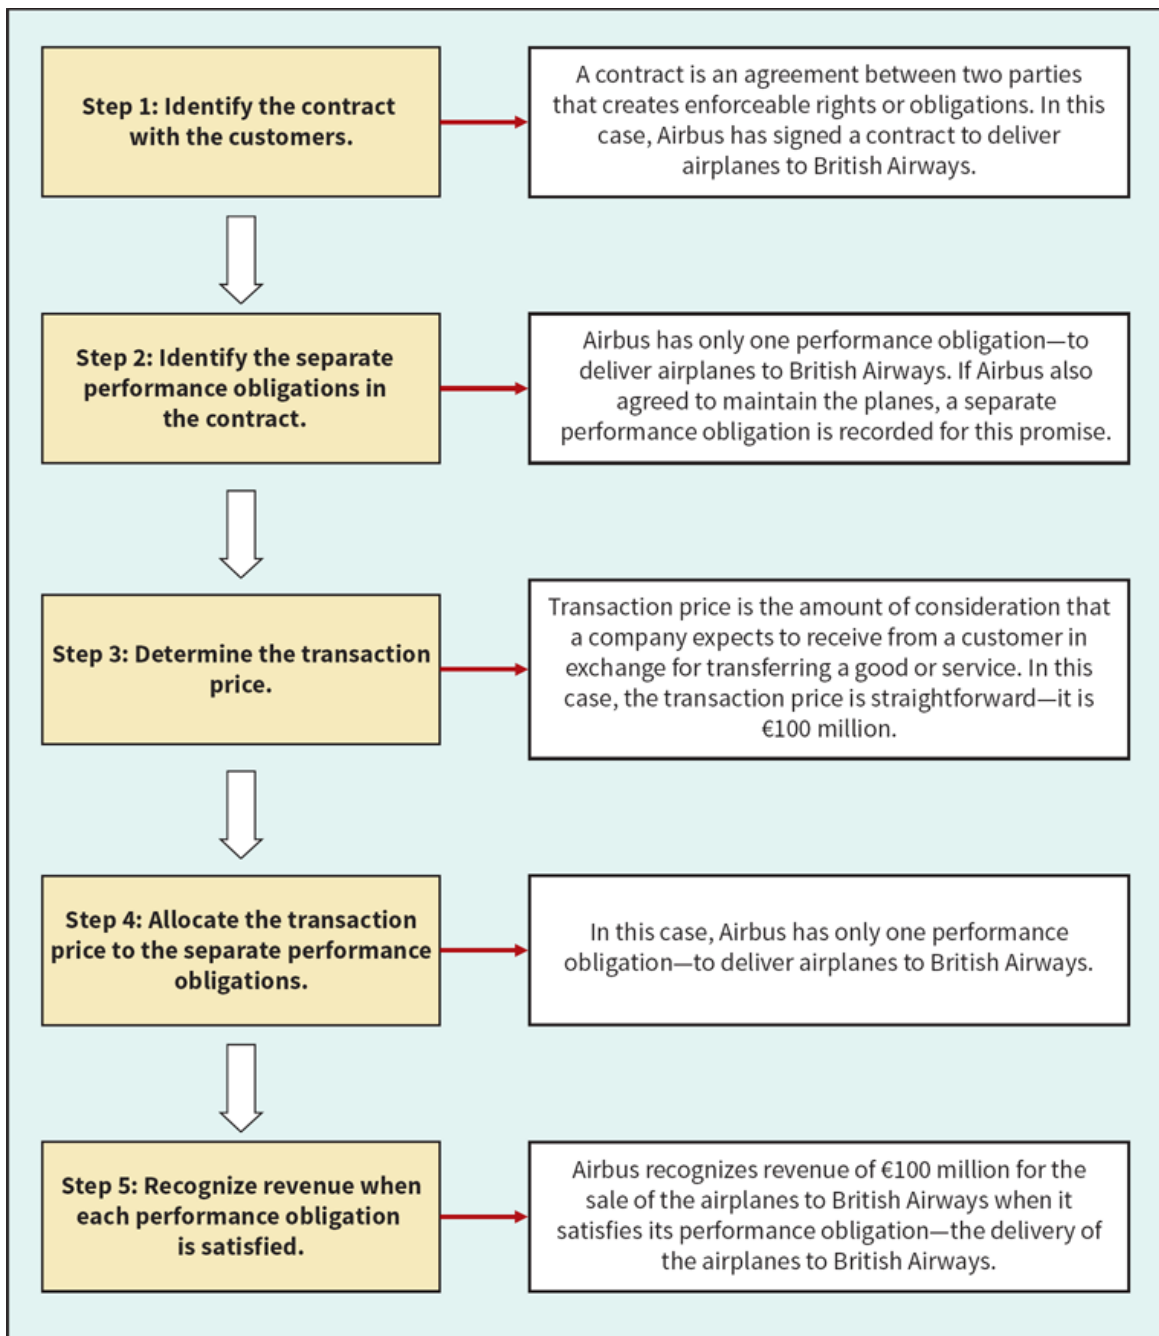 Step 1: Identify the contract
with the customers.
A contract is an agreement between two parties
that creates enforceable rights or obligations. In this
case, Airbus has signed a contract to deliver
airplanes to British Airways.
Step 2: Identify the separate
performance obligations in
the contract.
Airbus has only one performance obligation—to
deliver airplanes to British Airways. If Airbus also
agreed to maintain the planes, a separate
performance obligation is recorded for this promise.
Step 3: Determine the transaction
price.
Transaction price is the amount of consideration that
a company expects to receive from a customer in
exchange for transferring a good or service. In this
case, the transaction price is straightforward—it is
€100 million.
Step 4: Allocate the transaction
price to the separate performance
obligations.
In this case, Airbus has only one performance
obligation—to deliver airplanes to British Airways.
Step 5: Recognize revenue when
each performance obligation
is satisfied.
Airbus recognizes revenue of €100 million for the
sale of the airplanes to British Airways when it
satisfies its performance obligation—the delivery of
the airplanes to British Airways.